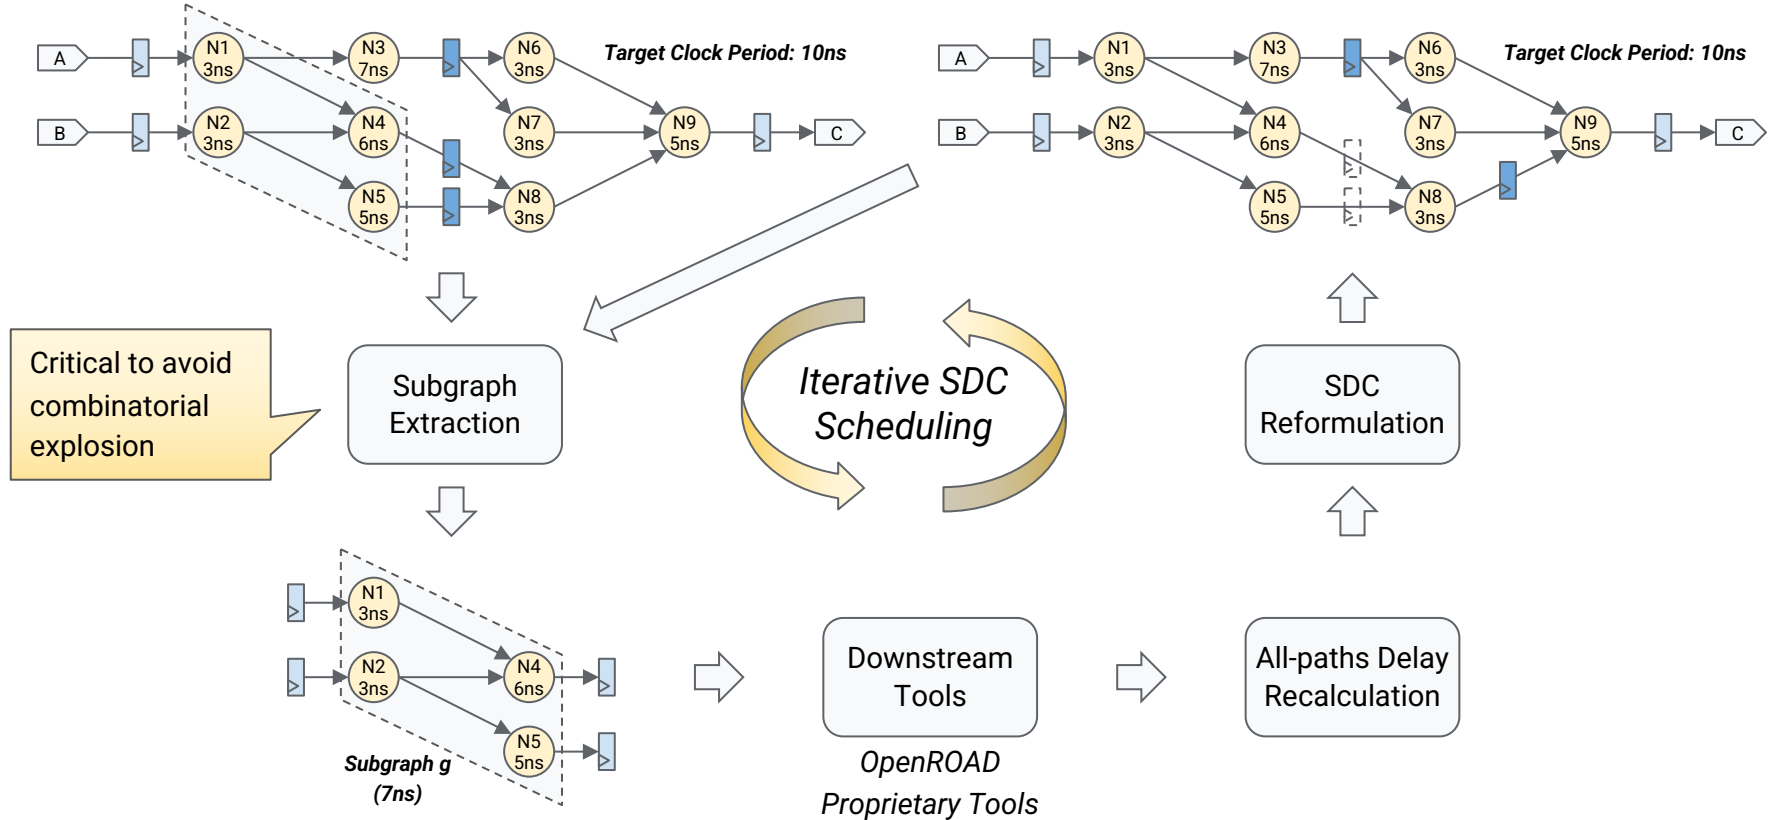 A
B
N1
3ns
N2
3ns
N3
7ns
N4
6ns
N5
5ns
N6
3ns
N7
3ns
N8
3ns
N9
5ns
C
Target Clock Period: 10ns
A
B
N1
3ns
N2
3ns
N3
7ns
N4
6ns
N5
5ns
N6
3ns
N7
3ns
N8
3ns
N9
5ns
C
Target Clock Period: 10ns
Critical to avoid
combinatorial
explosion
Subgraph
Extraction
Iterative SDC
Scheduling
SDC
Reformulation
N1
3ns
N2
3ns
N4
6ns
N5
5ns
Subgraph g
(7ns)
Downstream
Tools
OpenROAD
Proprietary Tools
All-paths Delay
Recalculation